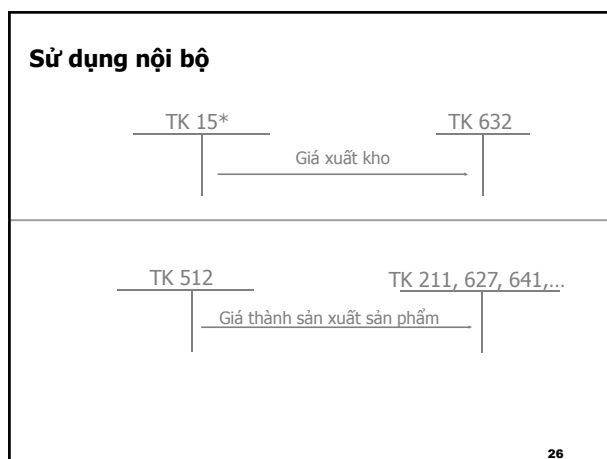 Sử dụng nội bộ
TK 15* TK 632
Giá xuất kho
TK 512 TK 211, 627, 641,...
Giá thành sản xuất sản phẩm
26